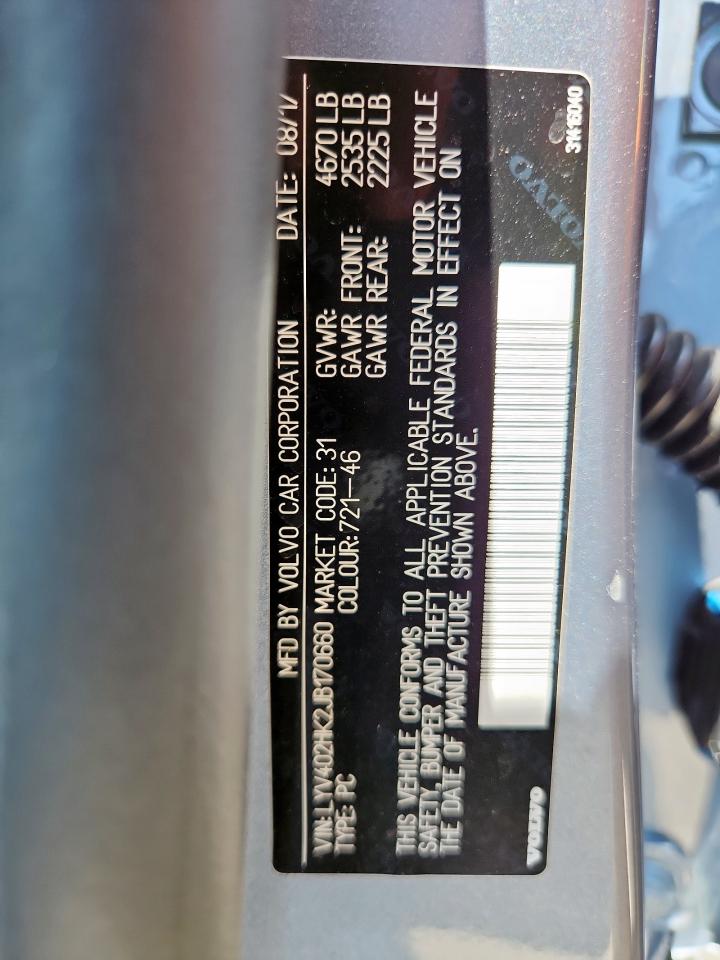 MFD BY VOLVO CAR CORPORATION DATE: 08/17
VIN: LYV402HK2JB170660 MARKET CODE: 31 GVWR: 4670 LB
TYPE: PC COLOUR: 721-46 GAWR FRONT: 2535 LB
GAWR REAR: 2225 LB
THIS VEHICLE CONFORMS TO ALL APPLICABLE FEDERAL MOTOR VEHICLE
SAFETY, BUMPER AND THEFT PREVENTION STANDARDS IN EFFECT ON
THE DATE OF MANUFACTURE SHOWN ABOVE.
VOLVO
VOLVO
31416040